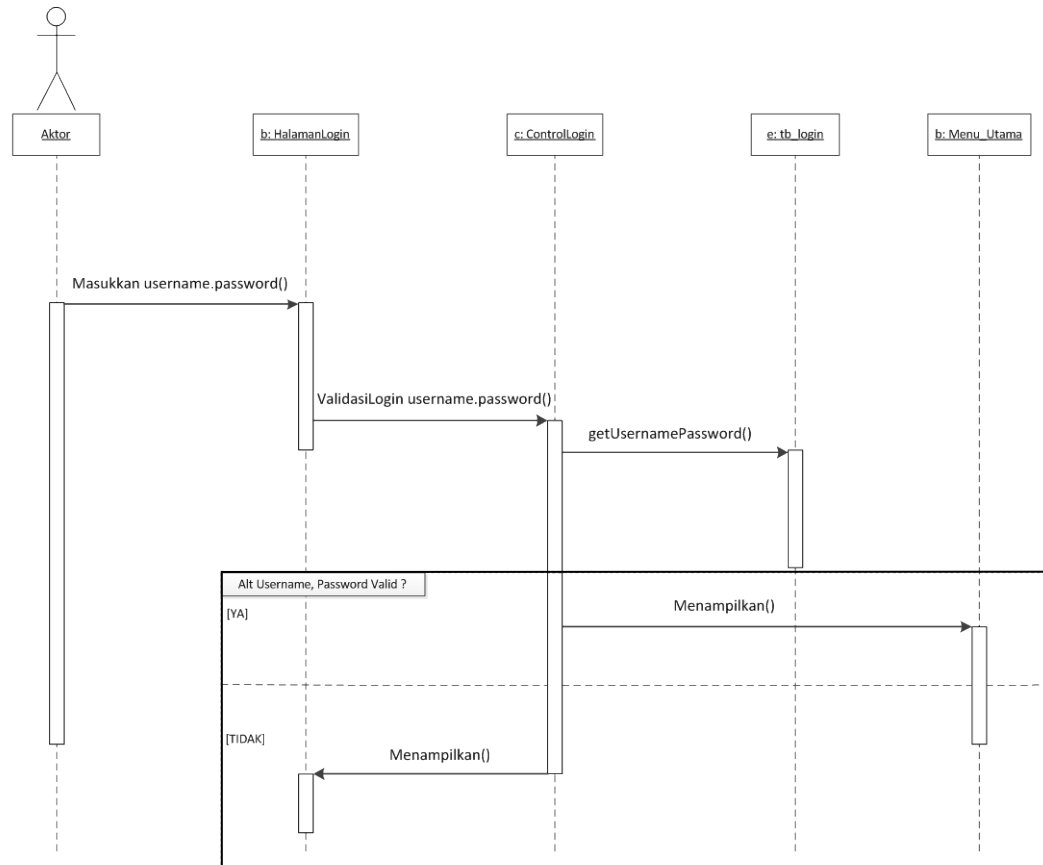 Aktor
b: HalamanLogin
c: ControlLogin
e: tb_login
b: Menu_Utama
Masukkan username.password()
ValidasiLogin username.password()
getUsernamePassword()
Alt Username, Password Valid ?
[YA]
Menampilkan()
[TIDAK]
Menampilkan()